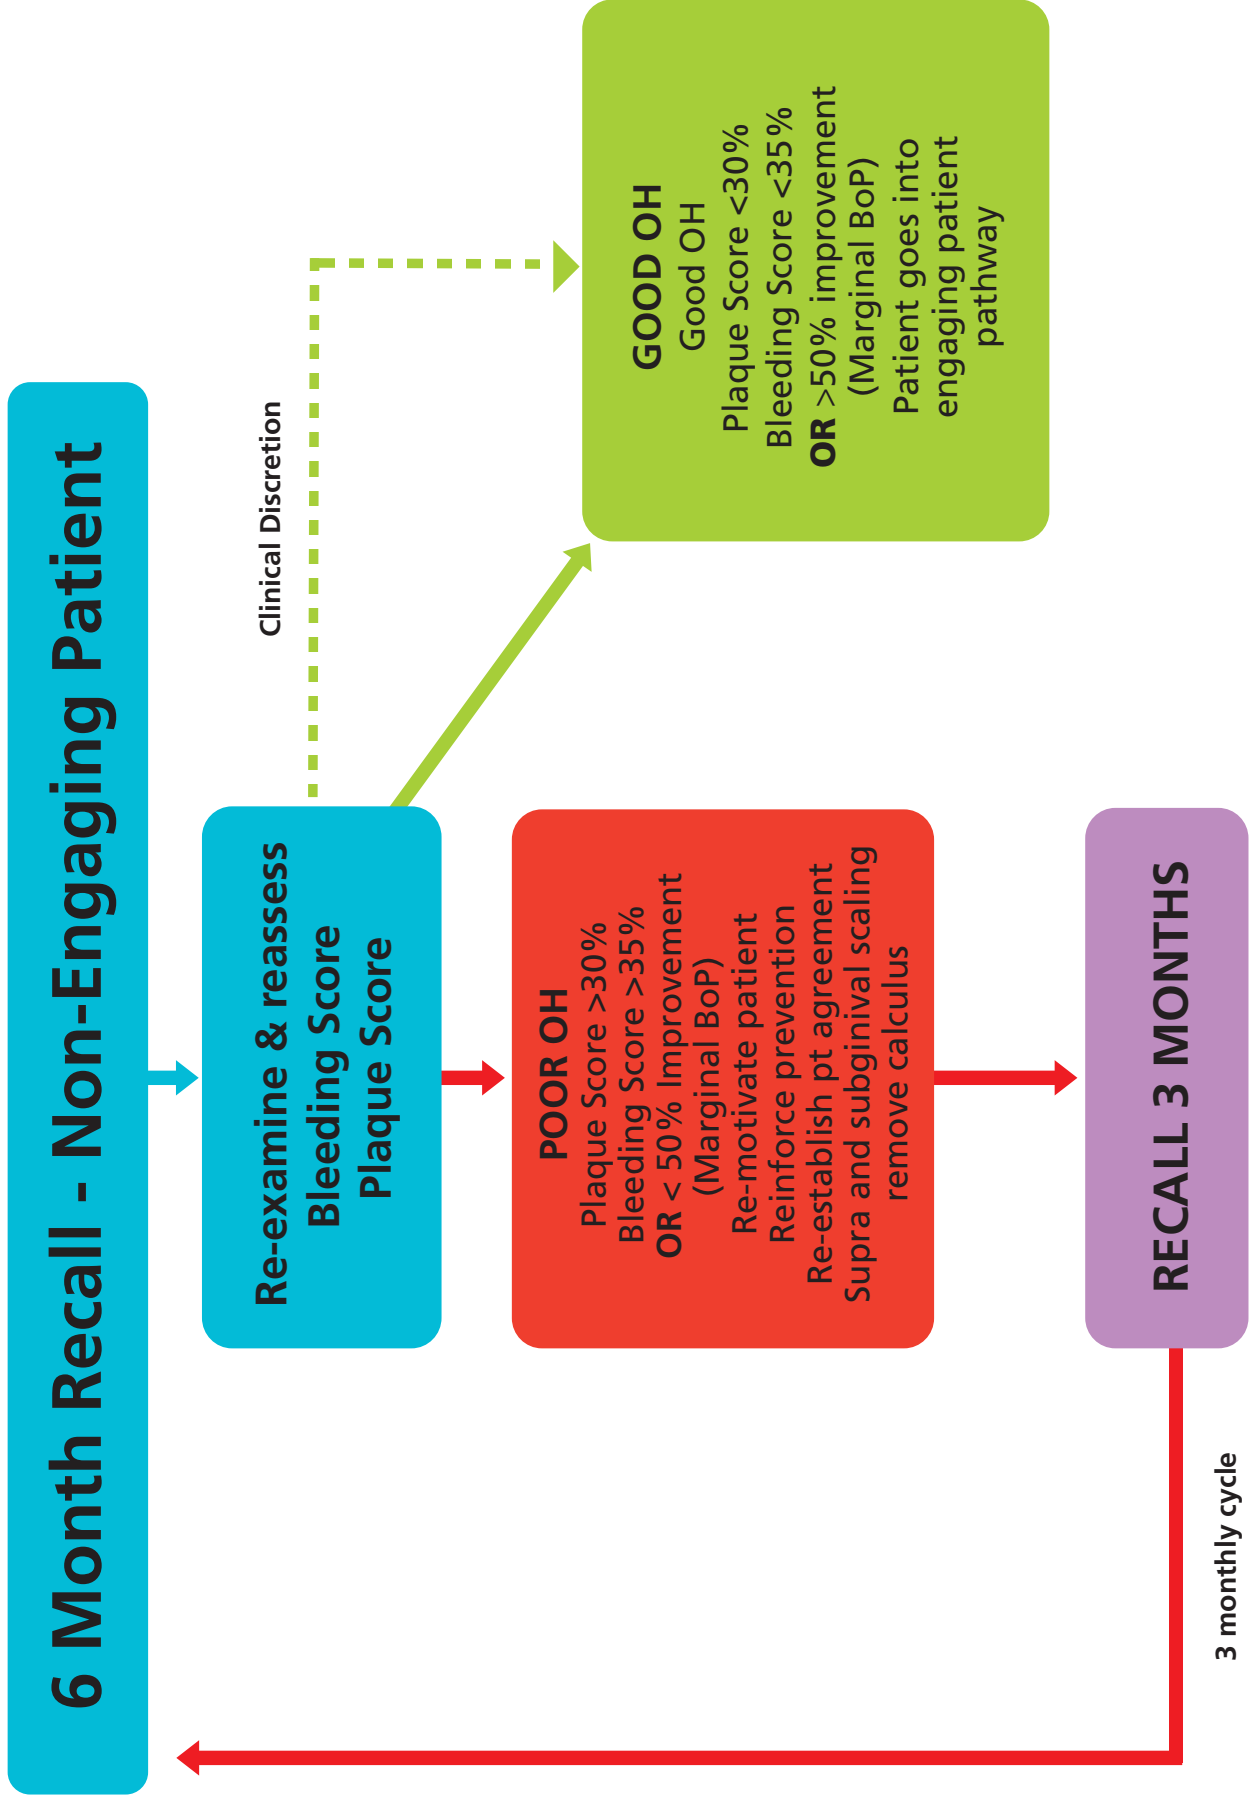 6 Month Recall - Non-Engaging Patient
Re-examine & reassess
Bleeding Score
Plaque Score
Clinical Discretion
POOR OH
Plaque Score >30%
Bleeding Score >35%
OR < 50% Improvement
(Marginal BoP)
Re-motivate patient
Reinforce prevention
Re-establish pt agreement
Supra and subginival scaling
remove calculus
GOOD OH
Good OH
Plaque Score <30%
Bleeding Score <35%
OR >50% improvement
(Marginal BoP)
Patient goes into
engaging patient
pathway
RECALL 3 MONTHS
3 monthly cycle